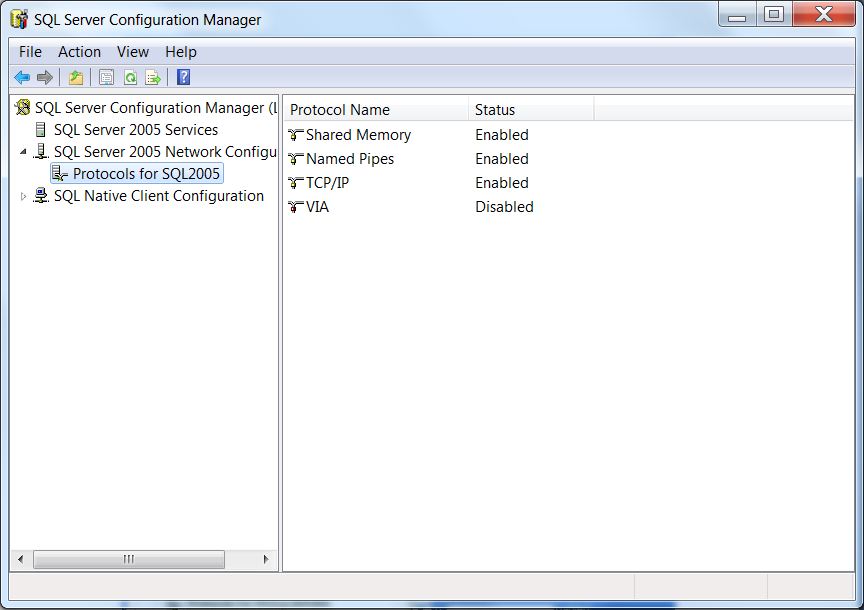 SQL Server Configuration Manager
File Action View Help
SQL Server Configuration Manager (L
SQL Server 2005 Services
SQL Server 2005 Network Configu
Protocols for SQL2005
SQL Native Client Configuration
Protocol Name Status
Shared Memory Enabled
Named Pipes Enabled
TCP/IP Enabled
VIA Disabled